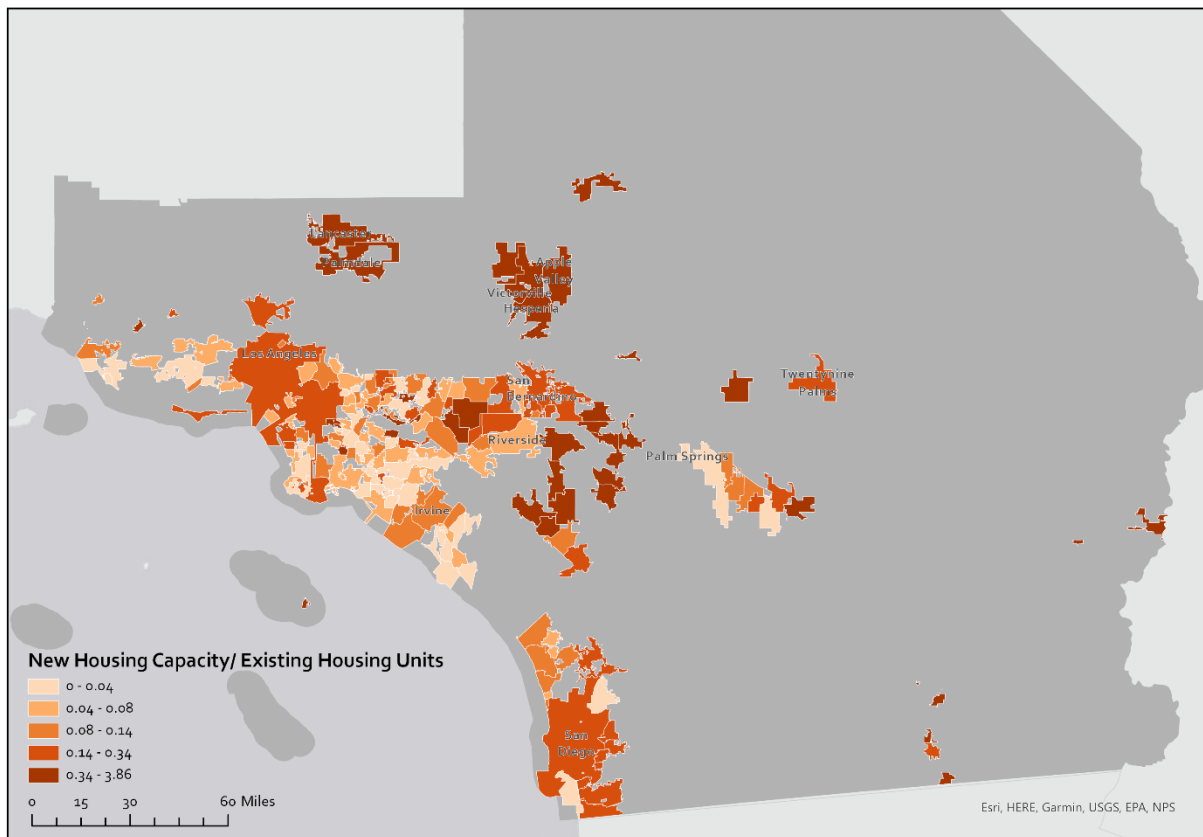 Lancaster
Palmdale
Apple
Valley
Victorville
Hesperia
Los Angeles
San
Bernardino
Twentynine
Palms
Riverside
Palm Springs
Irvine
San
Diego
New Housing Capacity/ Existing Housing Units
0 - 0.04
0.04 - 0.08
0.08 - 0.14
0.14 - 0.34
0.34 - 3.86
0 15 30 60 Miles
Esri, HERE, Garmin, USGS, EPA, NPS